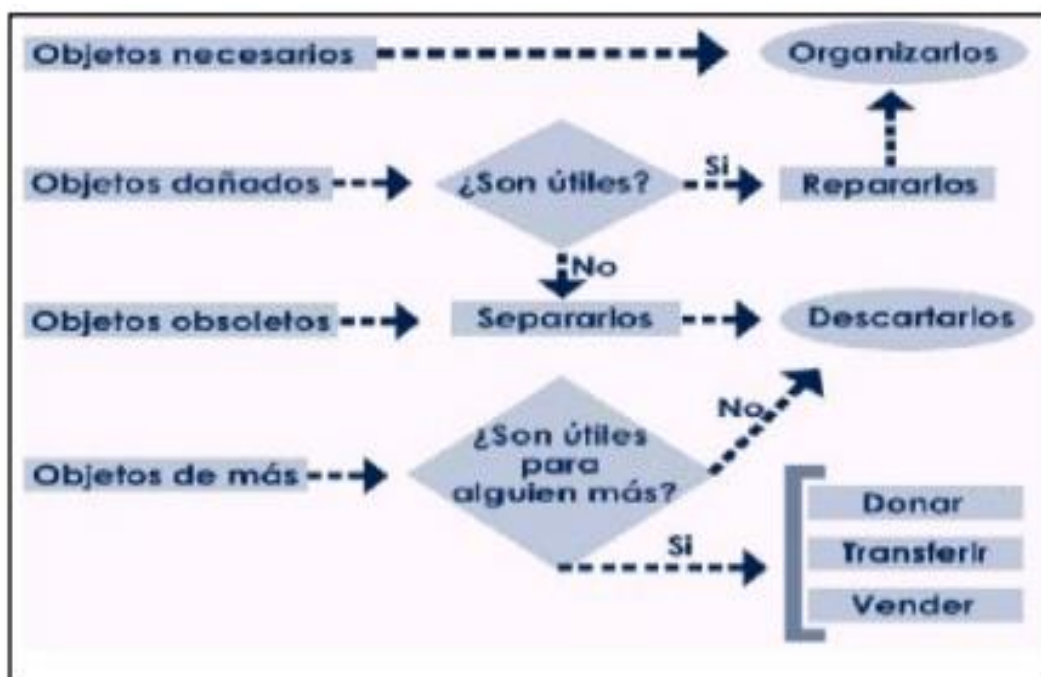 Objetos necesarios
Organizarlos
Objetos dañados
¿Son útiles?
Si
Repararlos
No
Objetos obsoletos
Separarlos
Descartarlos
Objetos de más
¿Son útiles
para
alguien más?
No
Si
Donar
Transferir
Vender